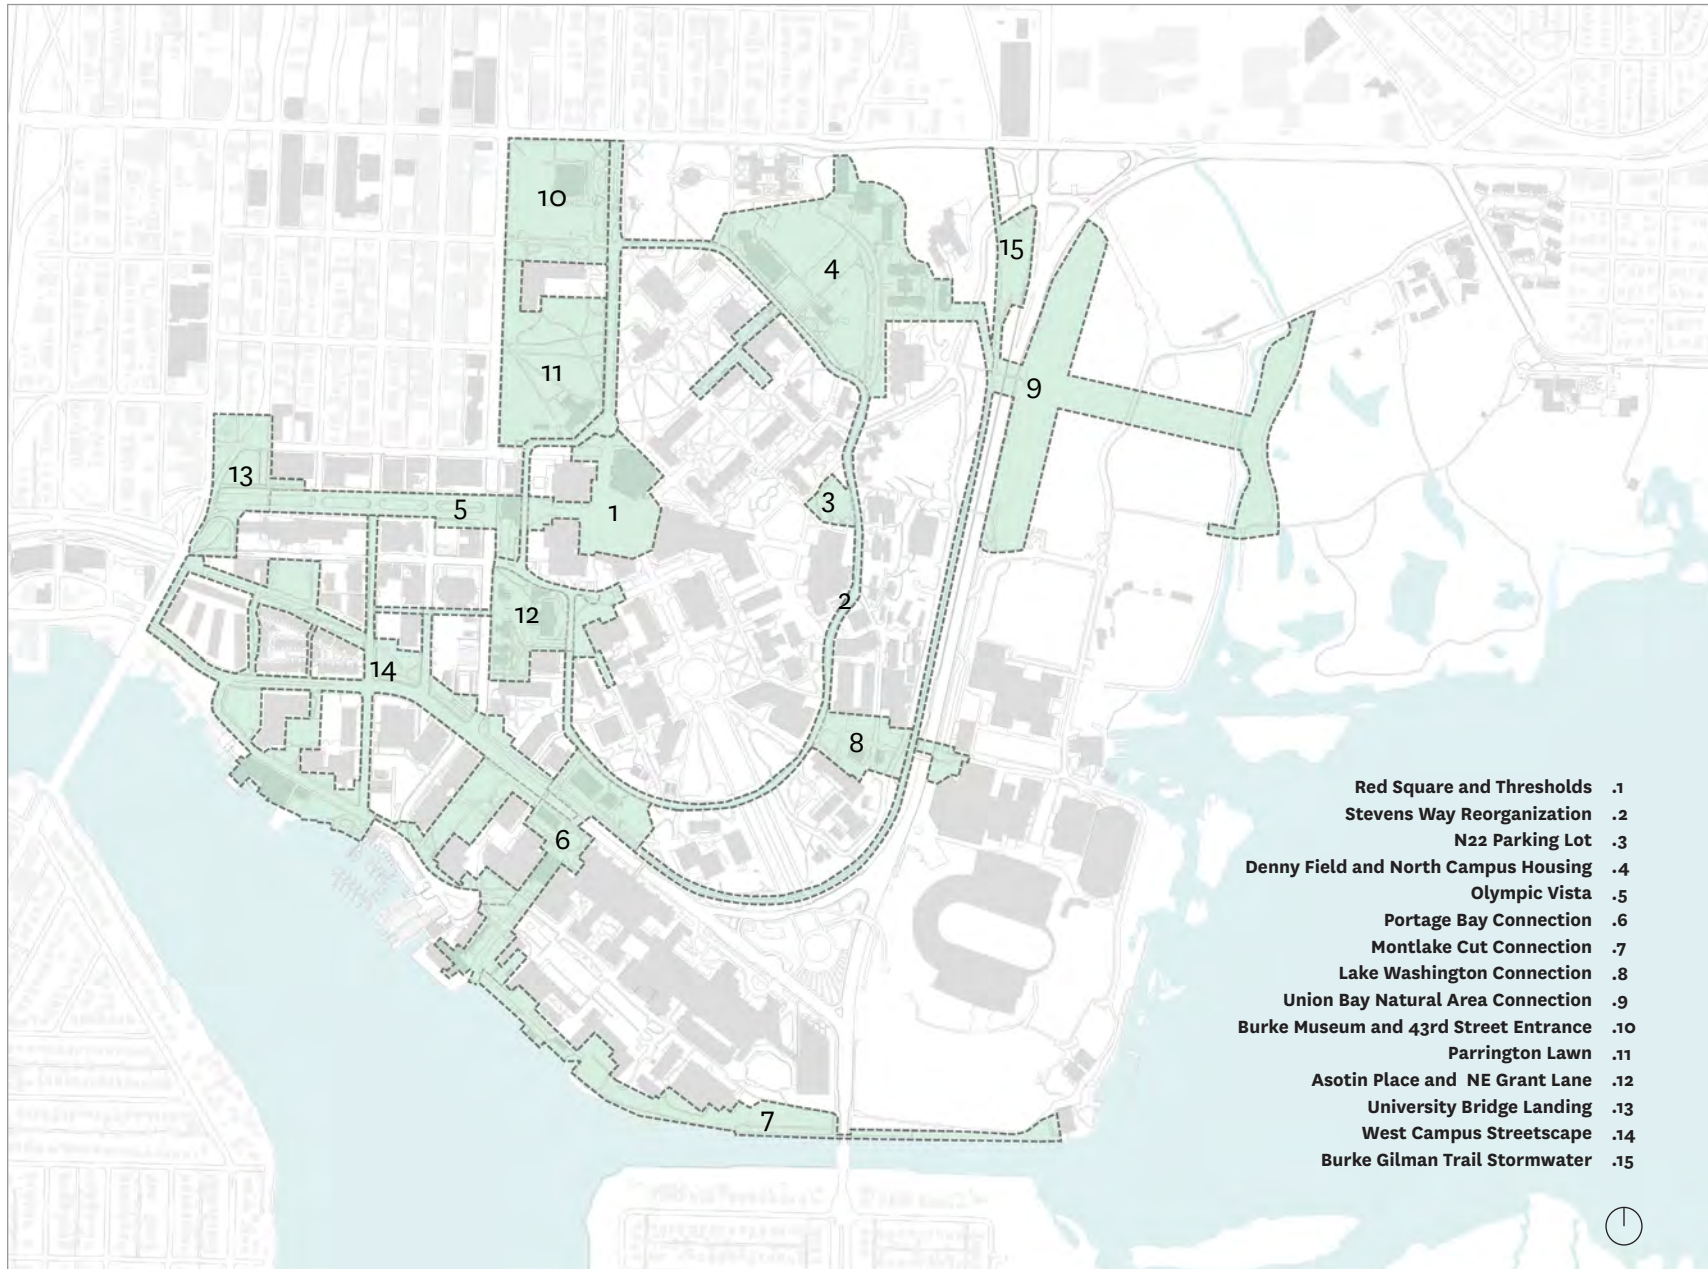 10
15
4
11
9
13
3
5
1
2
12
14
8
6
7
Red Square and Thresholds .1
Stevens Way Reorganization .2
N22 Parking Lot .3
Denny Field and North Campus Housing .4
Olympic Vista .5
Portage Bay Connection .6
Montlake Cut Connection .7
Lake Washington Connection .8
Union Bay Natural Area Connection .9
Burke Museum and 43rd Street Entrance .10
Parrington Lawn .11
Asotin Place and NE Grant Lane .12
University Bridge Landing .13
West Campus Streetscape .14
Burke Gilman Trail Stormwater .15